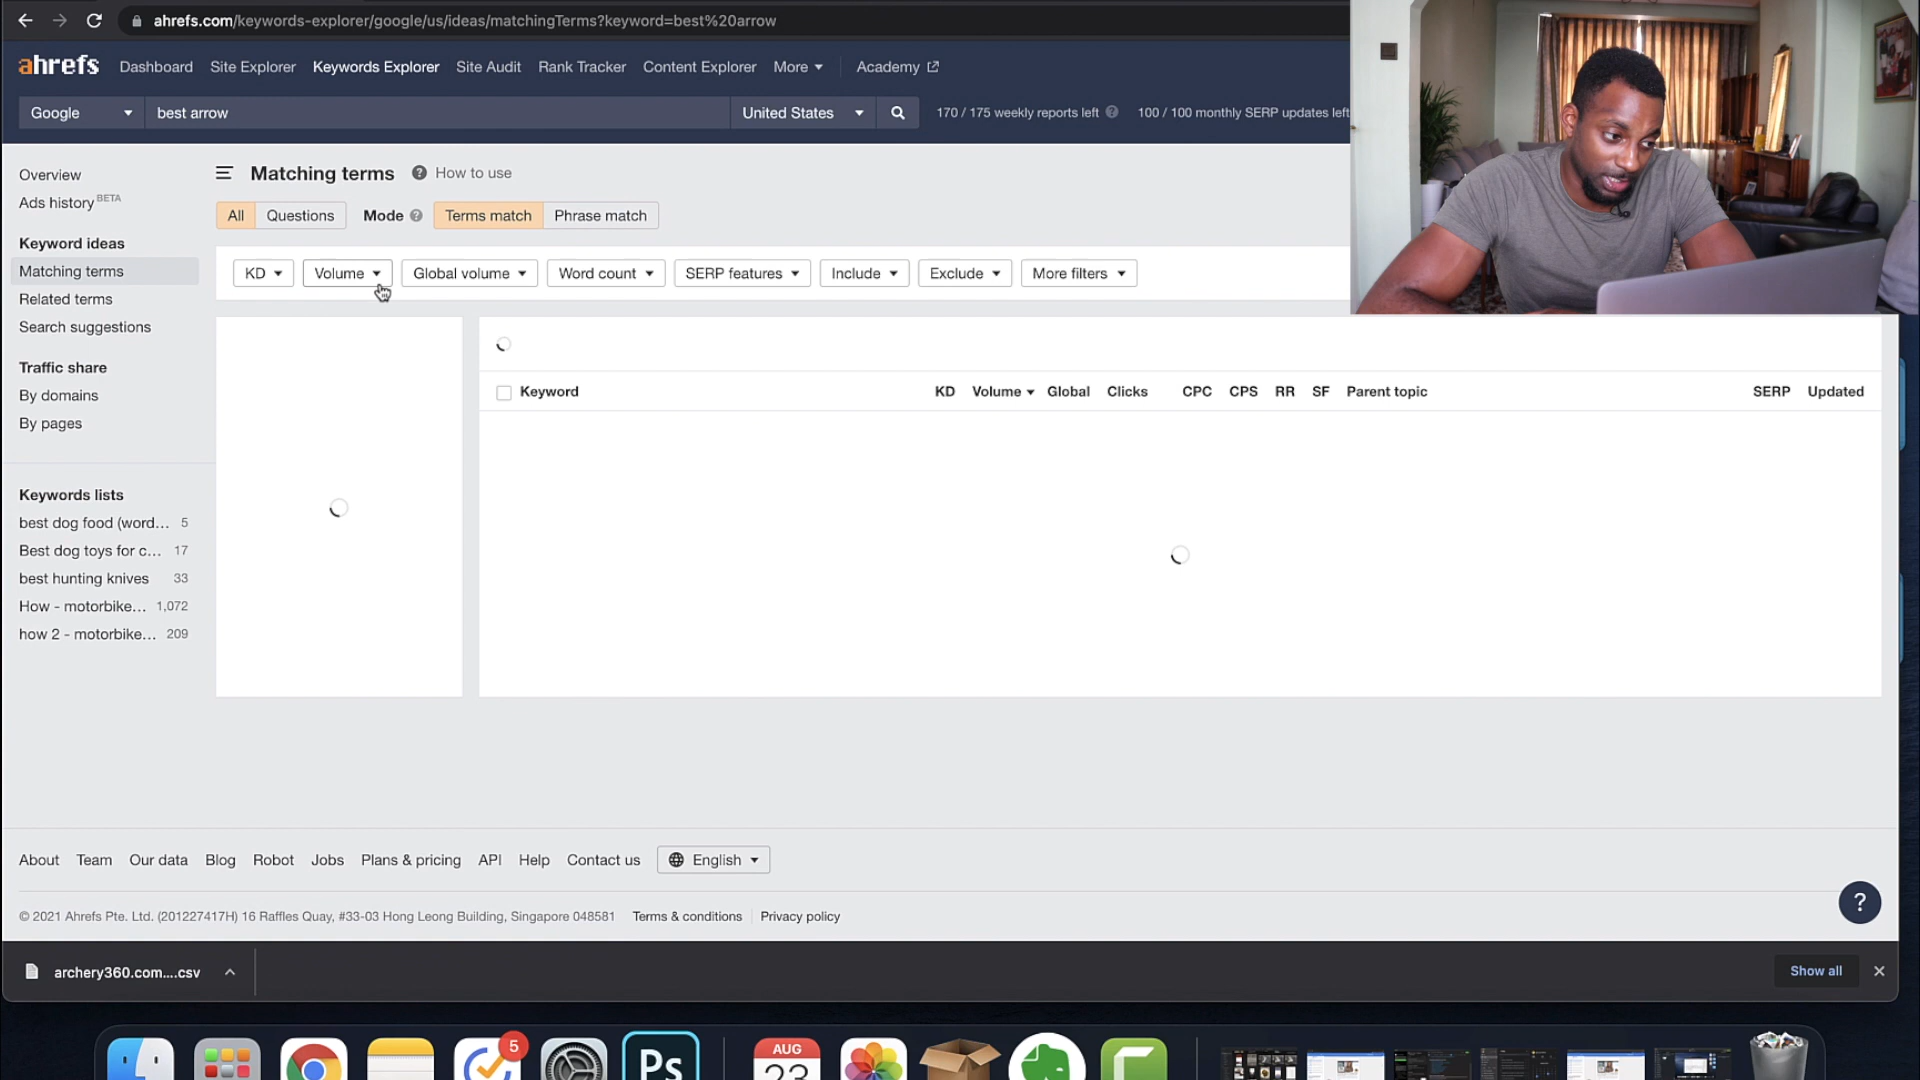 ahrefs.com/keywords-explorer/google/us/ideas/matchingTerms?keyword=best%20arrow
ahrefs Dashboard Site Explorer Keywords Explorer Site Audit Rank Tracker Content Explorer More Academy
Google best arrow United States 170 / 175 weekly reports left ? 100 / 100 monthly SERP updates left
Overview
Ads history BETA
Keyword ideas
Matching terms
Related terms
Search suggestions
Traffic share
By domains
By pages
Keywords lists
best dog food (word... 5
Best dog toys for c... 17
best hunting knives 33
How - motorbike... 1,072
how 2 - motorbike... 209
Matching terms ? How to use
All Questions Mode ? Terms match Phrase match
KD Volume Global volume Word count SERP features Include Exclude More filters
Keyword KD Volume Global Clicks CPC CPS RR SF Parent topic SERP Updated
About Team Our data Blog Robot Jobs Plans & pricing API Help Contact us English
© 2021 Ahrefs Pte. Ltd. (201227417H) 16 Raffles Quay, #33-03 Hong Leong Building, Singapore 048581 Terms & conditions Privacy policy
?
archery360.com....csv Show all
5 Ps AUG
23